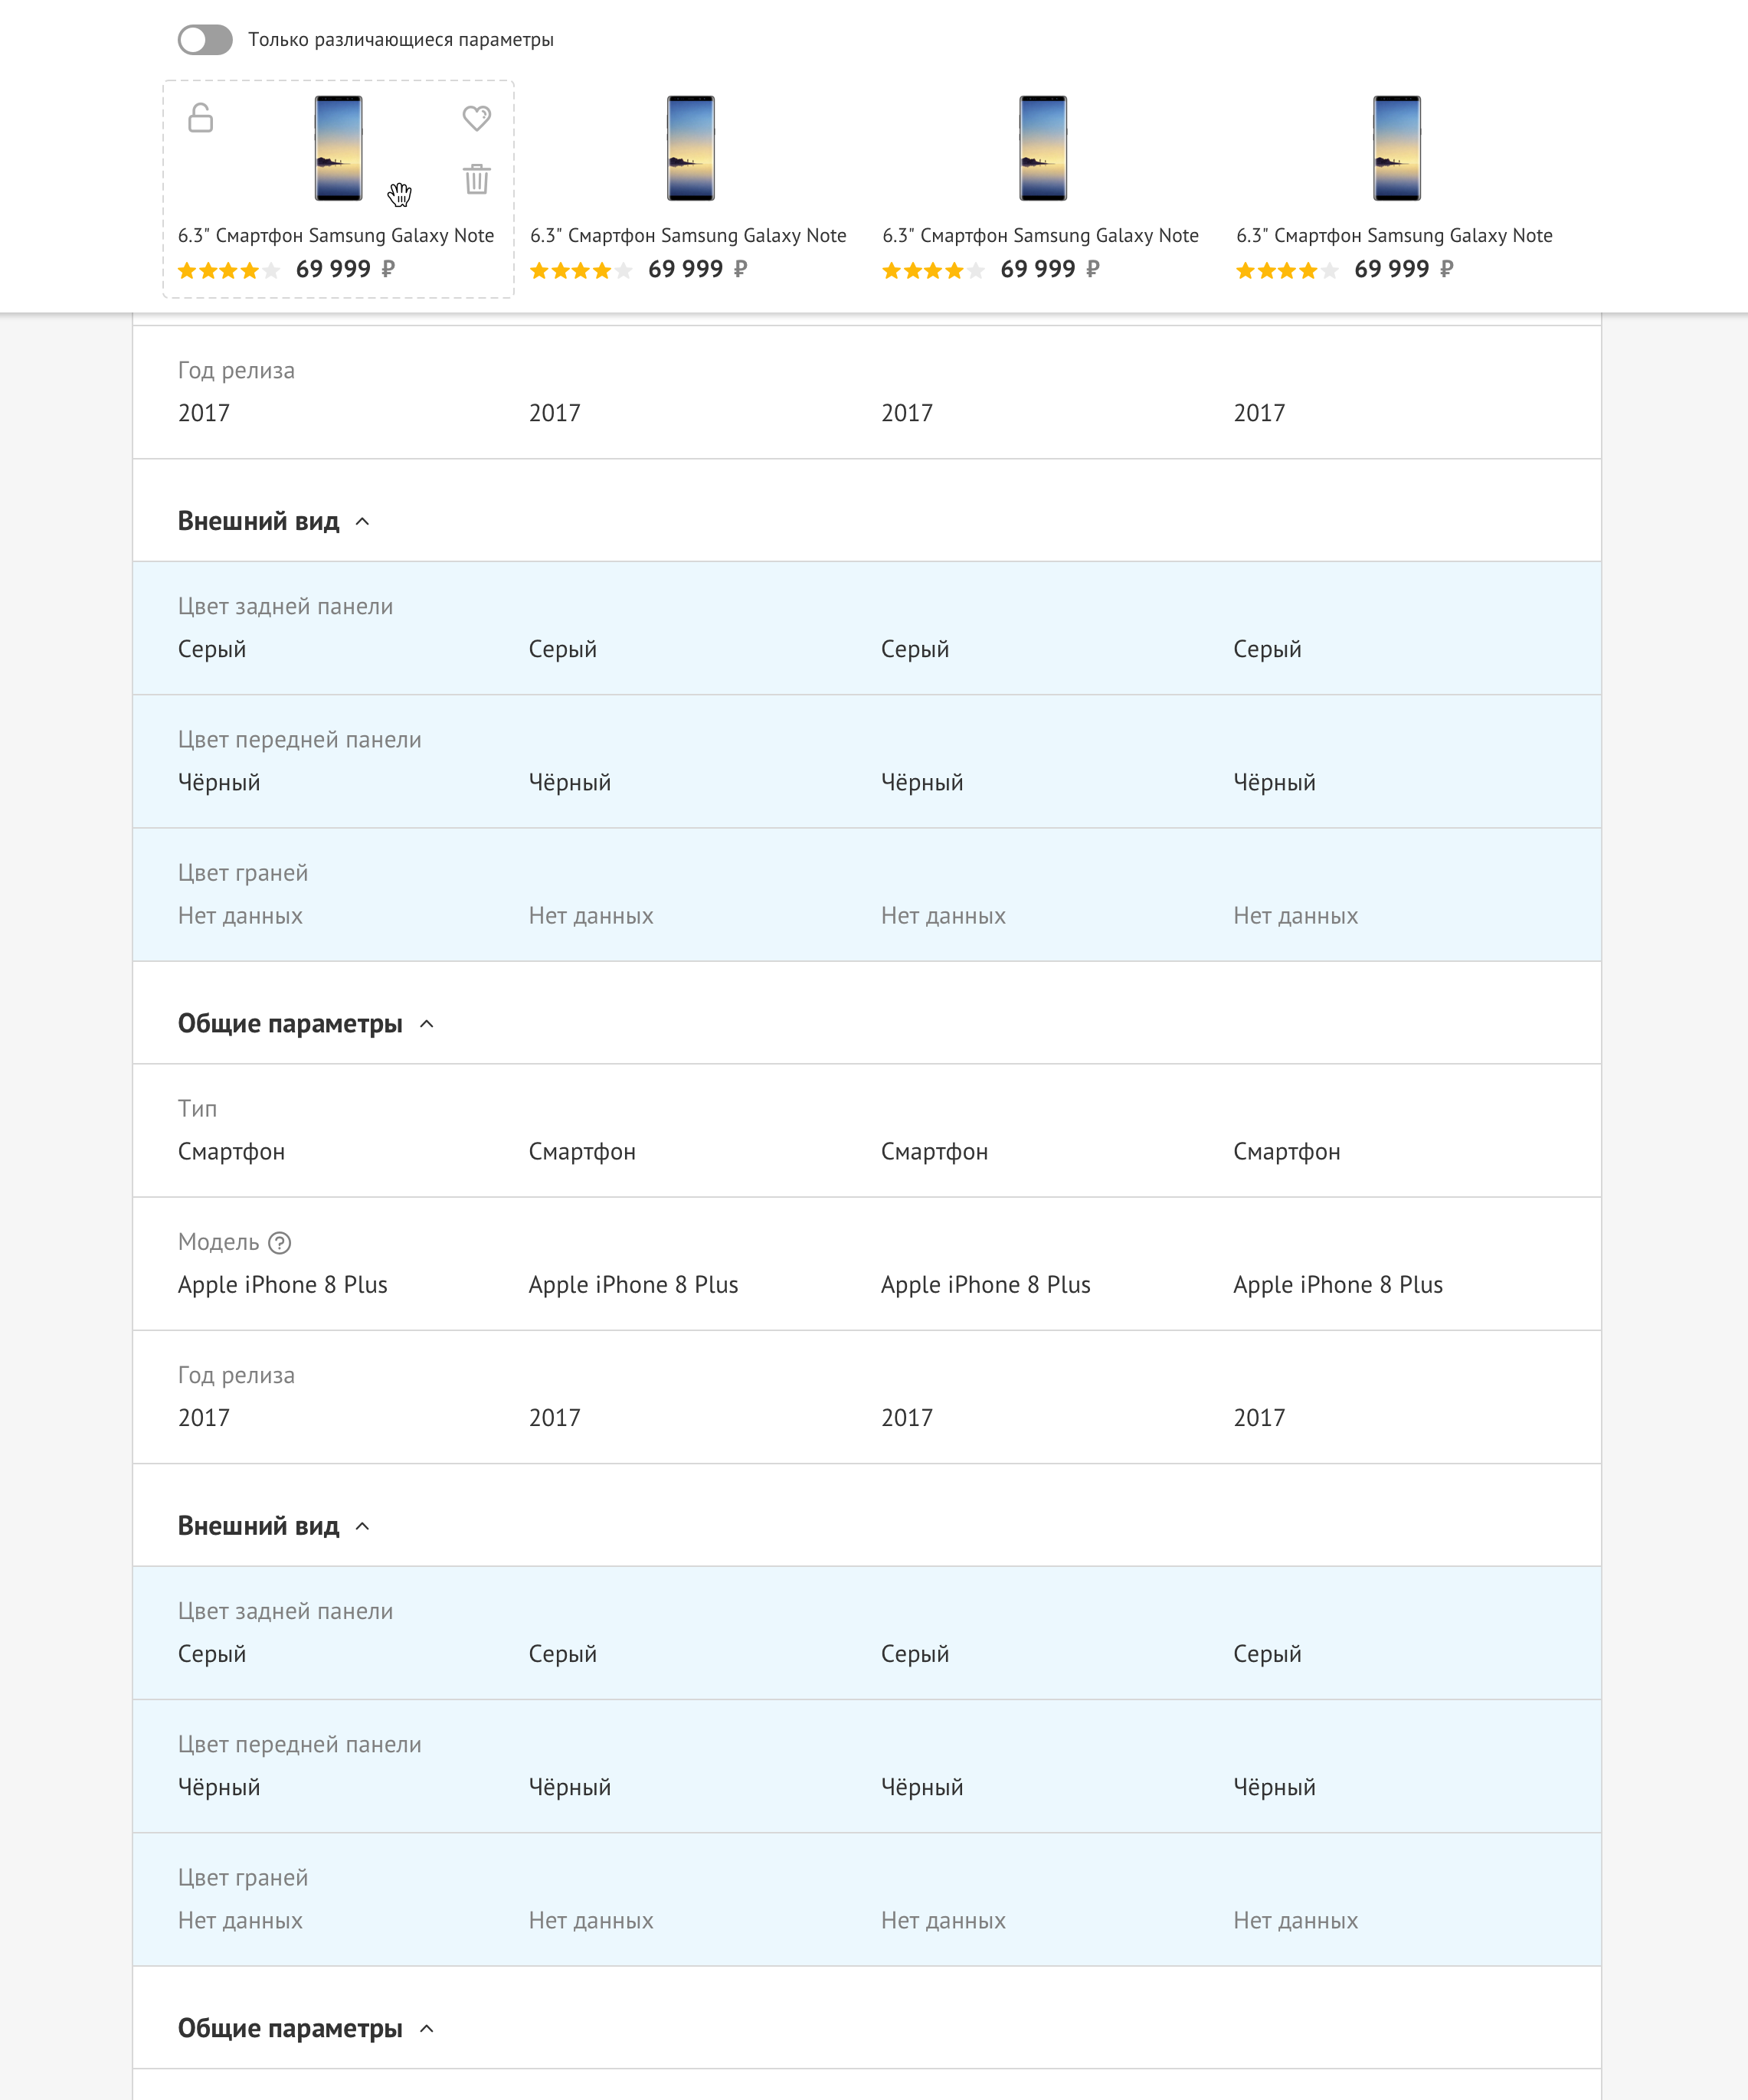 Только различающиеся параметры
6.3" Смартфон Samsung Galaxy Note 6.3" Смартфон Samsung Galaxy Note 6.3" Смартфон Samsung Galaxy Note 6.3" Смартфон Samsung Galaxy Note
69 999 ₽ 69 999 ₽ 69 999 ₽ 69 999 ₽
Год релиза
2017 2017 2017 2017
Внешний вид
Цвет задней панели
Серый Серый Серый Серый
Цвет передней панели
Чёрный Чёрный Чёрный Чёрный
Цвет граней
Нет данных Нет данных Нет данных Нет данных
Общие параметры
Тип
Смартфон Смартфон Смартфон Смартфон
Модель ?
Apple iPhone 8 Plus Apple iPhone 8 Plus Apple iPhone 8 Plus Apple iPhone 8 Plus
Год релиза
2017 2017 2017 2017
Внешний вид
Цвет задней панели
Серый Серый Серый Серый
Цвет передней панели
Чёрный Чёрный Чёрный Чёрный
Цвет граней
Нет данных Нет данных Нет данных Нет данных
Общие параметры